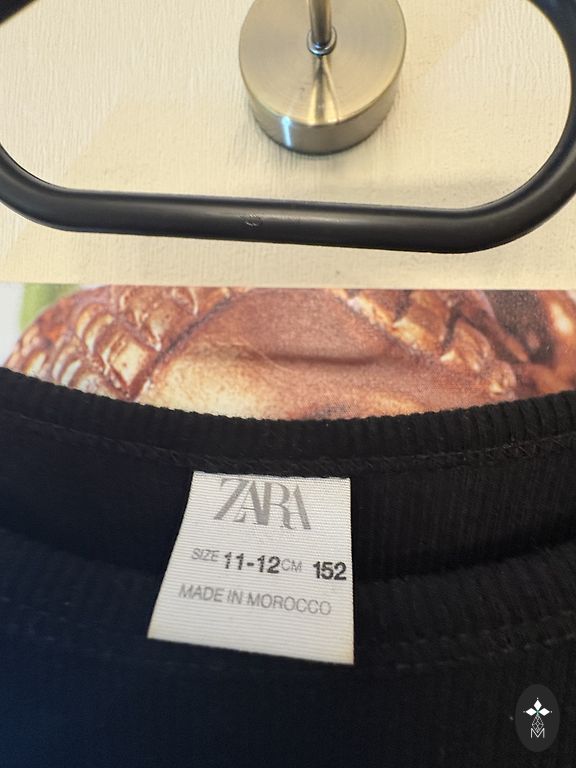 ZARA
SIZE 11-12 CM 152
MADE IN MOROCCO
M